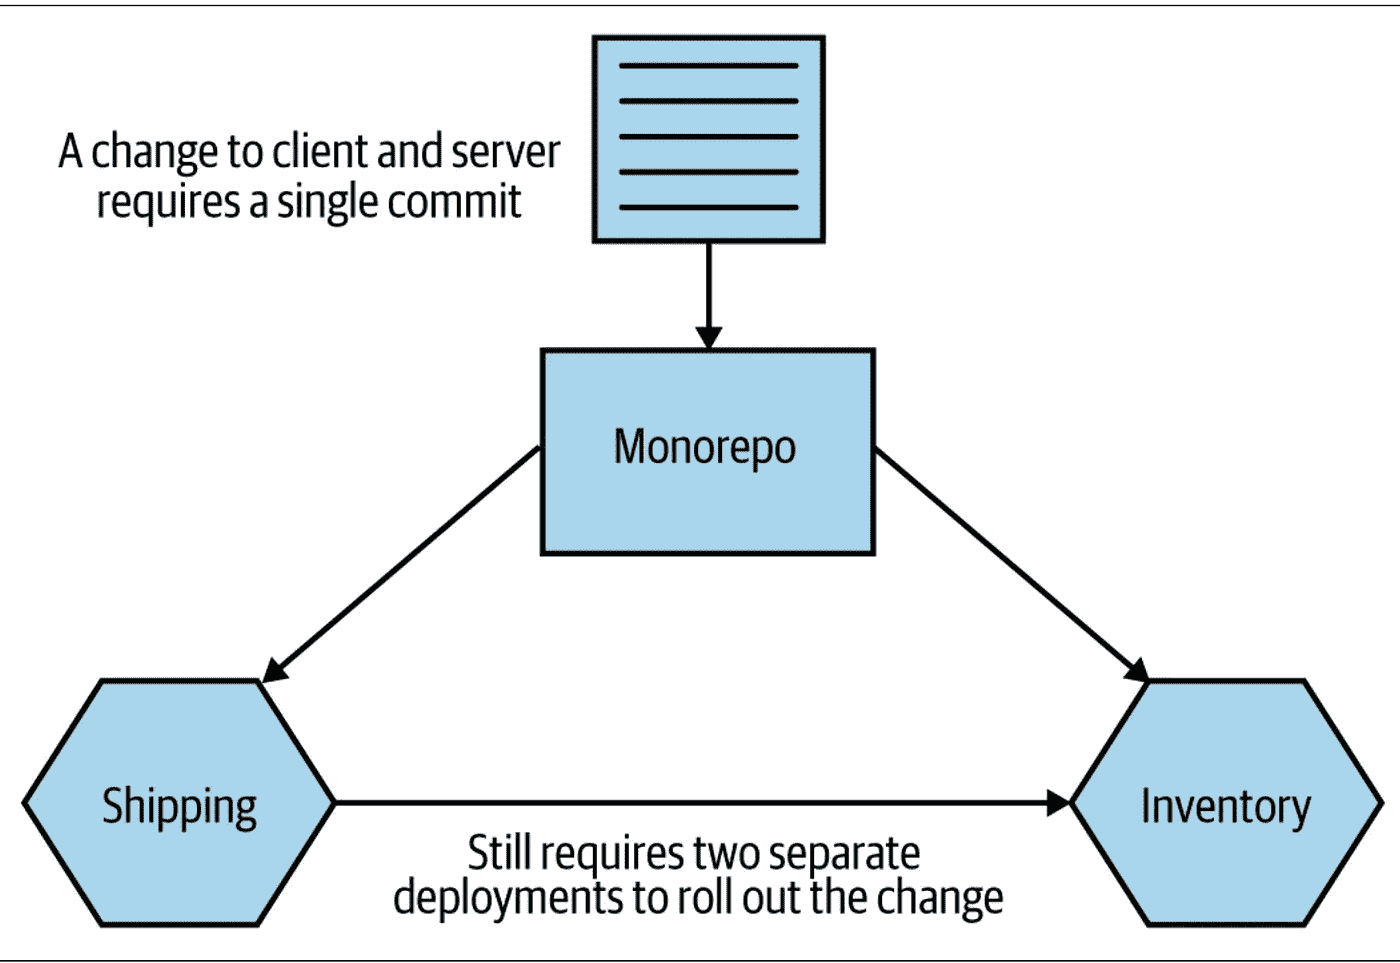 A change to client and server
requires a single commit
Monorepo
Shipping
Inventory
Still requires two separate
deployments to roll out the change